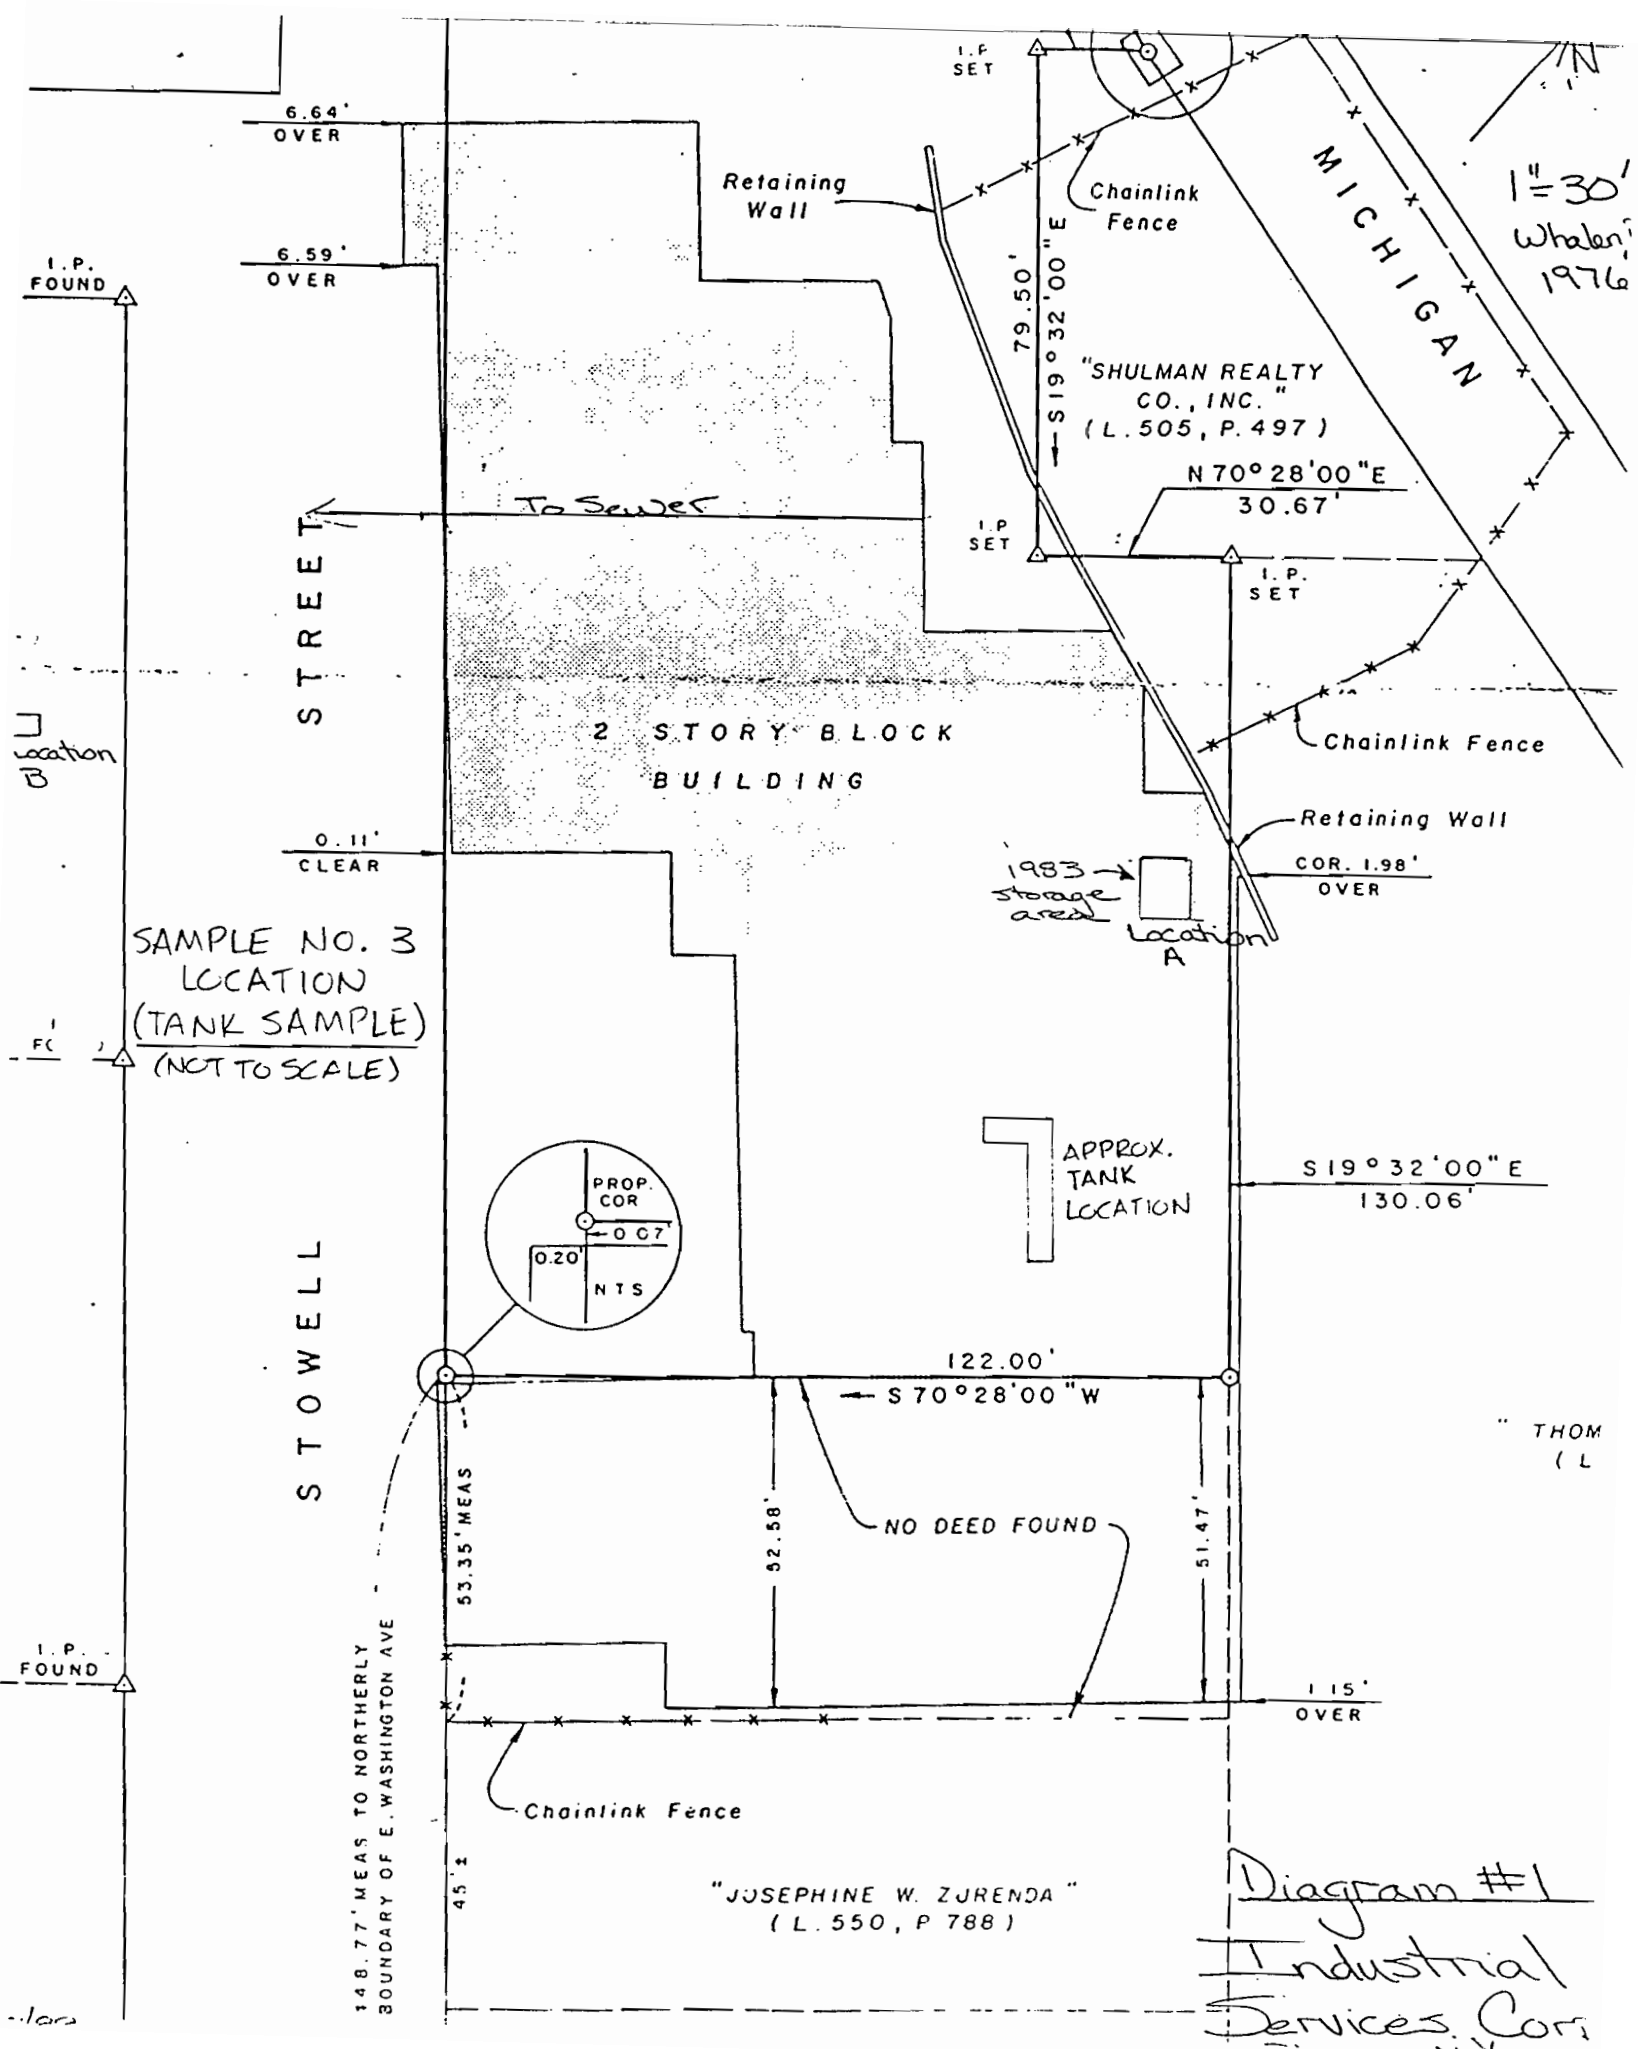 I.P.
SET
N
6.64'
OVER
Retaining
Wall
Chainlink
Fence
MICHIGAN
1"=30'
Whalen
1976
6.59'
OVER
I.P.
FOUND
79.50'
S19°32'00"E
"SHULMAN REALTY
CO., INC."
(L.505, P.497)
N70°28'00"E
30.67'
To Sewer
I.P
SET
I.P.
SET
STREET
2 STORY BLOCK
BUILDING
Location
B
Chainlink Fence
Retaining Wall
0.11'
CLEAR
1983
storage
area
COR. 1.98'
OVER
Location
A
SAMPLE NO. 3
LOCATION
(TANK SAMPLE)
(NOT TO SCALE)
APPROX.
TANK
LOCATION
S19°32'00"E
130.06'
PROP.
COR
0.07'
0.20'
NTS
STOWELL
122.00'
S70°28'00"W
" THOM
( L
53.35' MEAS
52.58'
NO DEED FOUND
51.47'
I.P.
FOUND
148.77' MEAS TO NORTHERLY
BOUNDARY OF E. WASHINGTON AVE
1.15'
OVER
Chainlink Fence
45'±
"JOSEPHINE W. ZURENDA"
(L.550, P 788)
Diagram #1
Industrial
Services